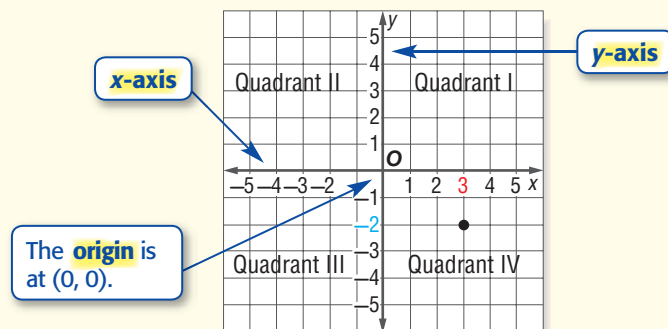 y
5
4
3
2
1
y-axis
x-axis
Quadrant II
Quadrant I
O
–5 –4 –3 –2 1 2 3 4 5 x
–1
–2
–3
–4
–5
The origin is
at (0, 0).
Quadrant III
Quadrant IV